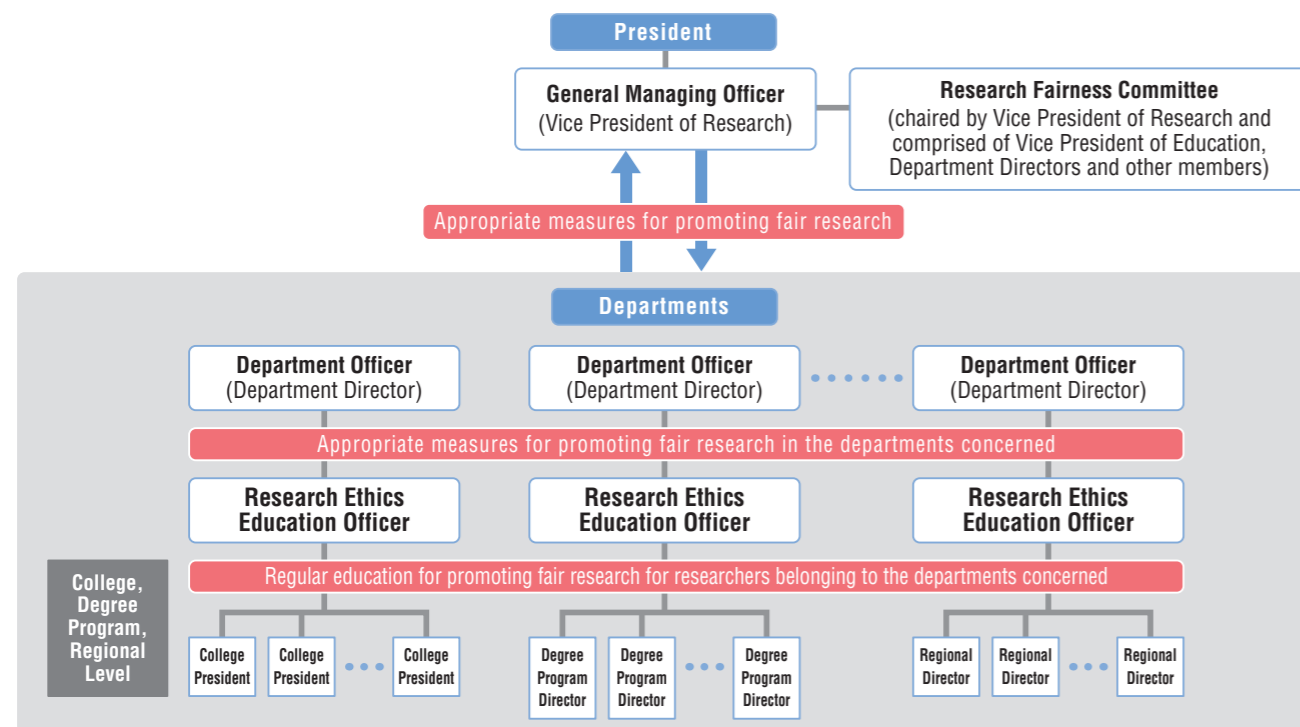 President
General Managing Officer
(Vice President of Research)
Research Fairness Committee
(chaired by Vice President of Research and
comprised of Vice President of Education,
Department Directors and other members)
Appropriate measures for promoting fair research
Departments
Department Officer
(Department Director)
Department Officer
(Department Director)
Department Officer
(Department Director)
Appropriate measures for promoting fair research in the departments concerned
Research Ethics
Education Officer
Research Ethics
Education Officer
Research Ethics
Education Officer
Regular education for promoting fair research for researchers belonging to the departments concerned
College,
Degree
Program,
Regional
Level
College
President
College
President
College
President
Degree
Program
Director
Degree
Program
Director
Degree
Program
Director
Regional
Director
Regional
Director
Regional
Director